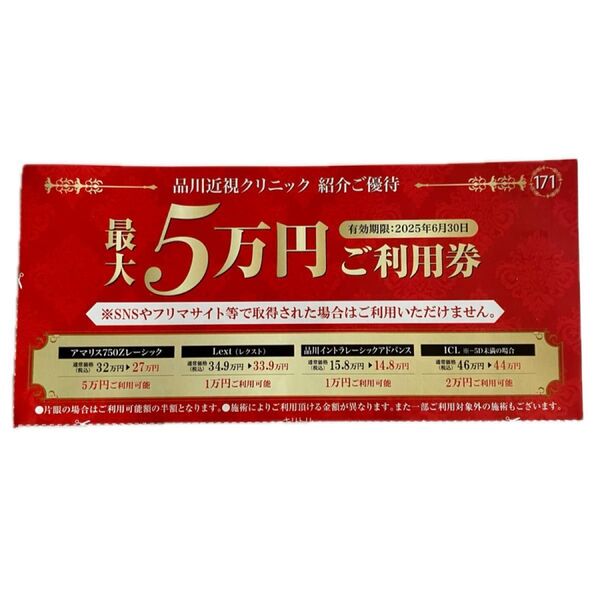 品川近視クリニック 紹介ご優待
171
最大5万円ご利用券
有効期限:2025年6月30日
※SNSやフリマサイト等で取得された場合はご利用いただけません。
アマリス750Zレーシック
通常価格(税込) 32万円→27万円
5万円ご利用可能
Lext(レクスト)
通常価格(税込) 34.9万円→33.9万円
1万円ご利用可能
品川イントラレーシックアドバンス
通常価格(税込) 15.8万円→14.8万円
1万円ご利用可能
ICL ※-5D未満の場合
通常価格(税込) 46万円→44万円
2万円ご利用可能
●片眼の場合はご利用可能額の半額となります。●施術によりご利用頂ける金額が異なります。また一部ご利用対象外の施術もございます。